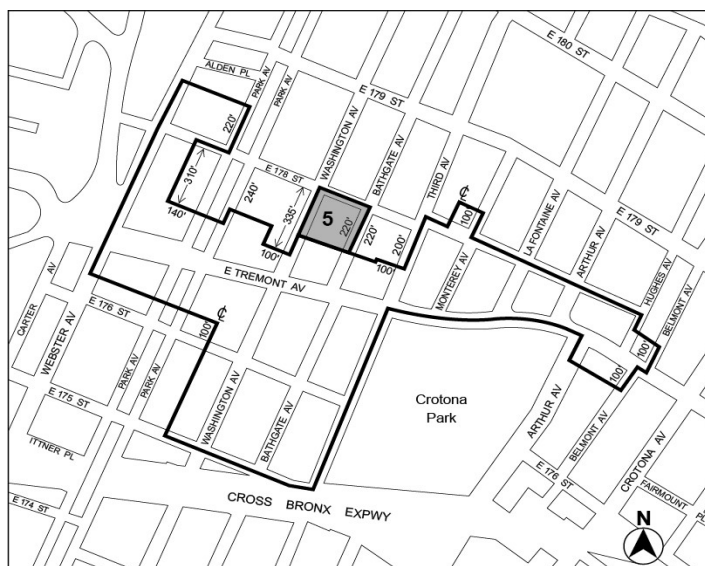 E 180 ST
ALDEN PL
PARK AV
PARK AV
E 179 ST
WASHINGTON AV
BATHGATE AV
THIRD AV
220'
310'
E 178 ST
140'
240'
335'
5
220'
220'
200'
100'
100'
℄
100'
LA FONTAINE AV
ARTHUR AV
E 179 ST
HUGHES AV
BELMONT AV
E TREMONT AV
MONTEREY AV
AV
CARTER
WEBSTER AV
E 176 ST
100'
℄
PARK AV
PARK AV
100'
100'
E 175 ST
WASHINGTON AV
BATHGATE AV
Crotona
Park
ARTHUR AV
BELMONT AV
CROTONA AV
ITTNER PL
E 176 ST
FAIRMOUNT PL
E 174 ST
CROSS BRONX EXPWY
N